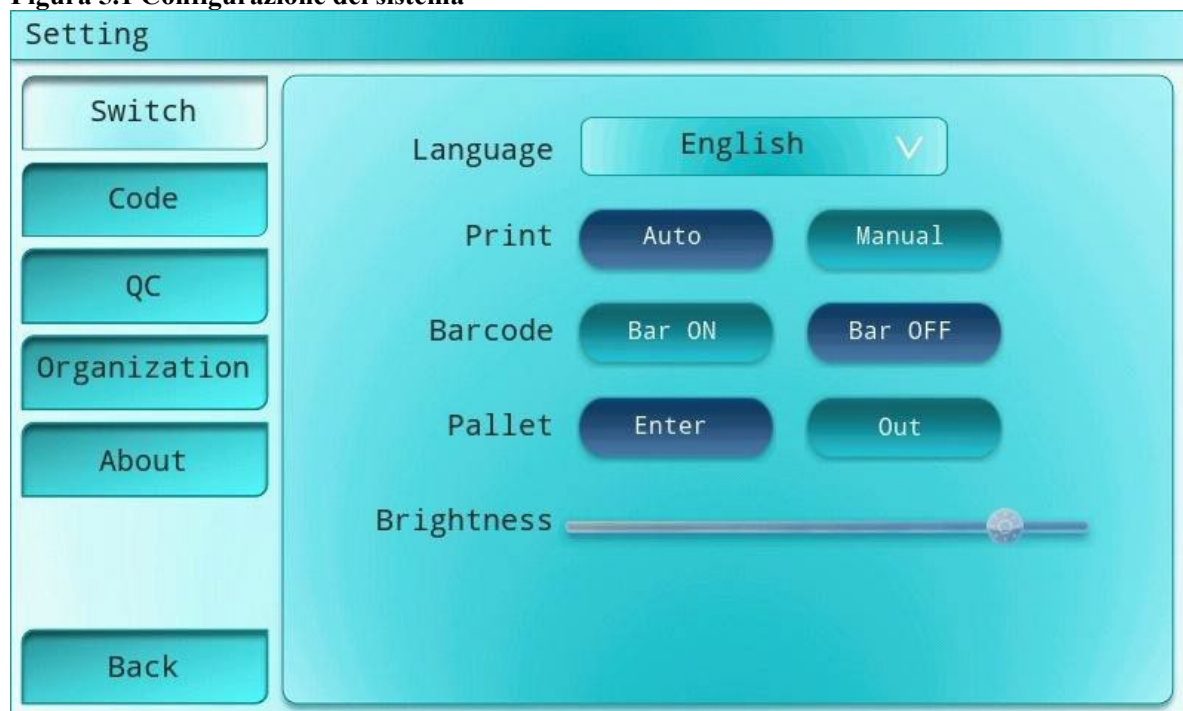 Figura 5.1 Configurazione del sistema
Setting
Switch
Code
QC
Organization
About
Back
Language English
Print Auto Manual
Barcode Bar ON Bar OFF
Pallet Enter Out
Brightness